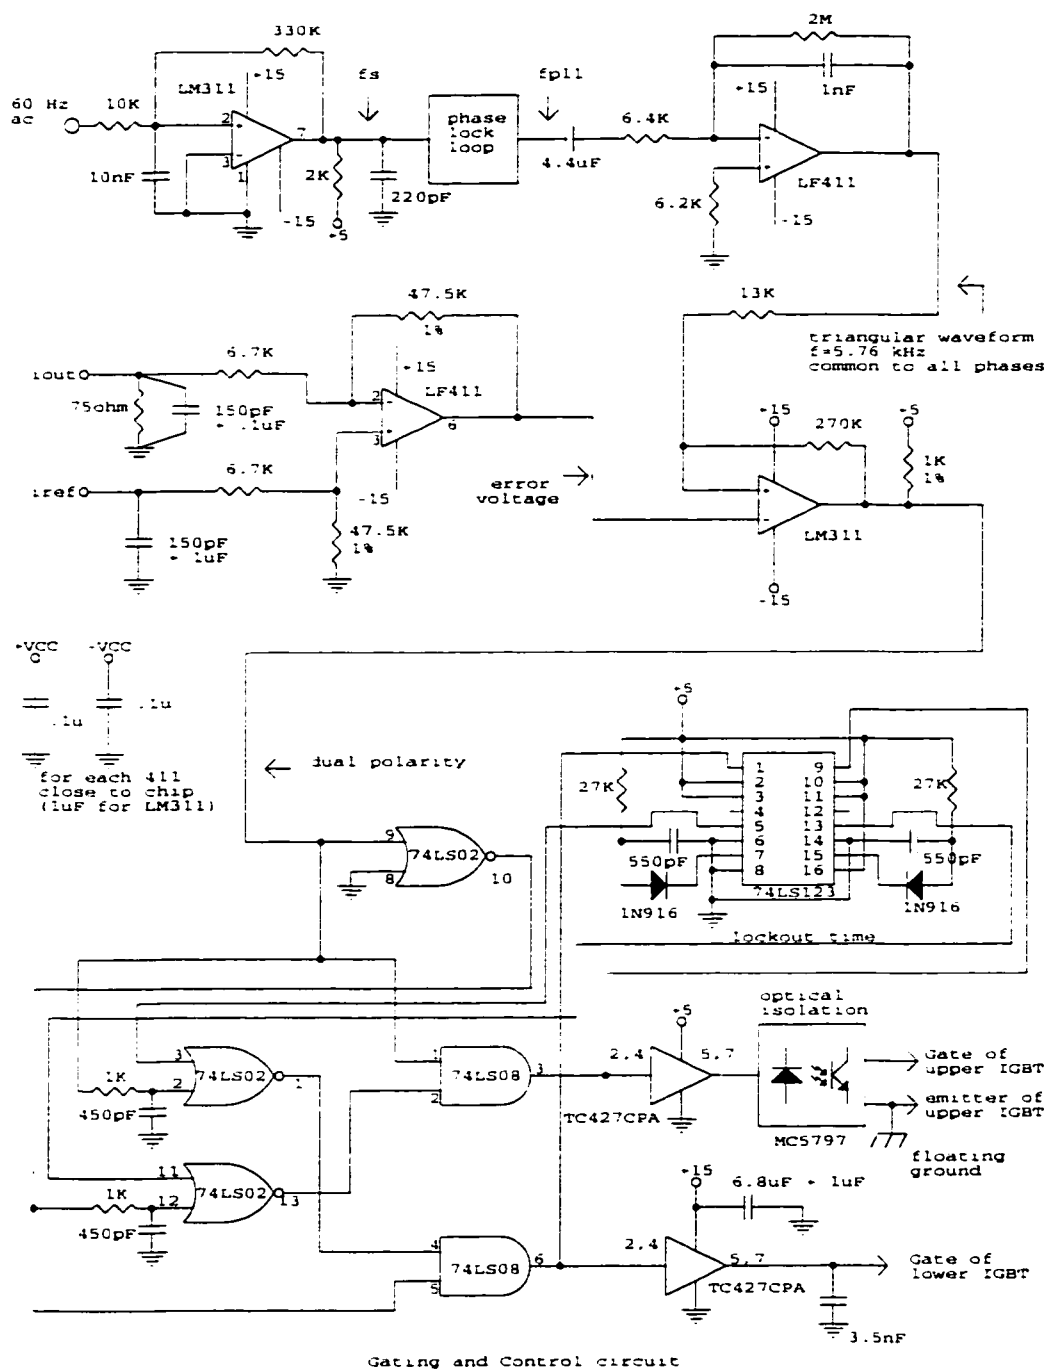 330K
2M
+15
LM311
fs
fpll
1nF
60 Hz
ac
10K
2
7
3
1
phase
lock
loop
6.4K
+15
10nF
2K
220pF
4.4uF
LF411
-15
+5
6.2K
-15
47.5K
1%
13K
triangular waveform
f=5.76 kHz
common to all phases
6.7K
+15
LF411
iout
75ohm
150pF
+ .1uF
2
3
6
+15
+5
270K
1K
1%
6.7K
-15
error
voltage
iref
150pF
+ 1uF
47.5K
1%
LM311
-15
+VCC
-VCC
.1u
.1u
for each 411
close to chip
(1uF for LM311)
dual polarity
+5
27K
1
2
3
4
5
6
7
8
9
10
11
12
13
14
15
16
27K
550pF
550pF
1N916
74LS123
1N916
lockout time
9
8
74LS02
10
optical
isolation
+5
3
2
74LS02
1
1K
450pF
1
2
74LS08
3
2,4
5,7
TC427CPA
MC5797
Gate of
upper IGBT
emitter of
upper IGBT
floating
ground
11
12
74LS02
13
1K
450pF
+15
6.8uF + 1uF
4
5
74LS08
6
2,4
5,7
TC427CPA
Gate of
lower IGBT
3.5nF
Gating and Control circuit